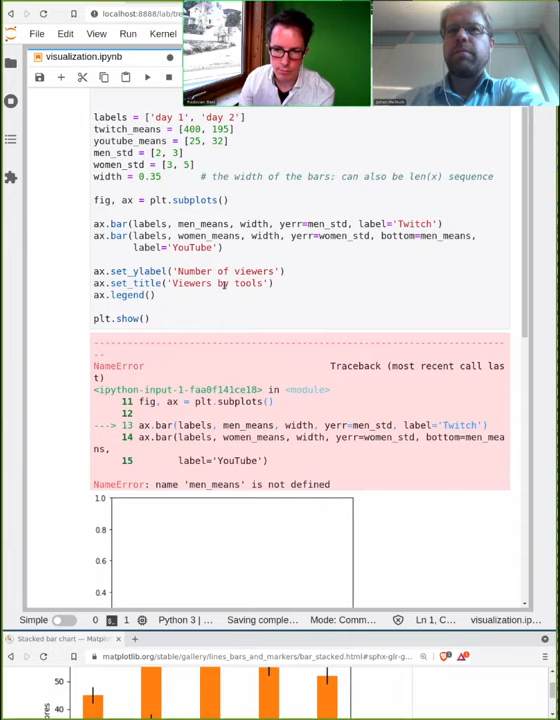 localhost:8888/lab/tre
File Edit View Run Kernel
visualization.ipynb
labels = ['day 1', 'day 2']
twitch_means = [400, 195]
youtube_means = [25, 32]
men_std = [2, 3]
women_std = [3, 5]
width = 0.35 # the width of the bars: can also be len(x) sequence
fig, ax = plt.subplots()
ax.bar(labels, men_means, width, yerr=men_std, label='Twitch')
ax.bar(labels, women_means, width, yerr=women_std, bottom=men_means,
label='YouTube')
ax.set_ylabel('Number of viewers')
ax.set_title('Viewers by tools')
ax.legend()
plt.show()
---------------------------------------------------------------------------
--
NameError Traceback (most recent call las
t)
<ipython-input-1-faa0f141ce18> in <module>
11 fig, ax = plt.subplots()
12
---> 13 ax.bar(labels, men_means, width, yerr=men_std, label='Twitch')
14 ax.bar(labels, women_means, width, yerr=women_std, bottom=men_mea
ns,
15 label='YouTube')
NameError: name 'men_means' is not defined
1.0
0.8
0.6
0.4
Simple 0 1 Python 3 | ... Saving comple... Mode: Comm... Ln 1, C... visualization.ip...
Stacked bar chart — Matplotl
matplotlib.org/stable/gallery/lines_bars_and_markers/bar_stacked.html#sphx-glr-g...
50
40